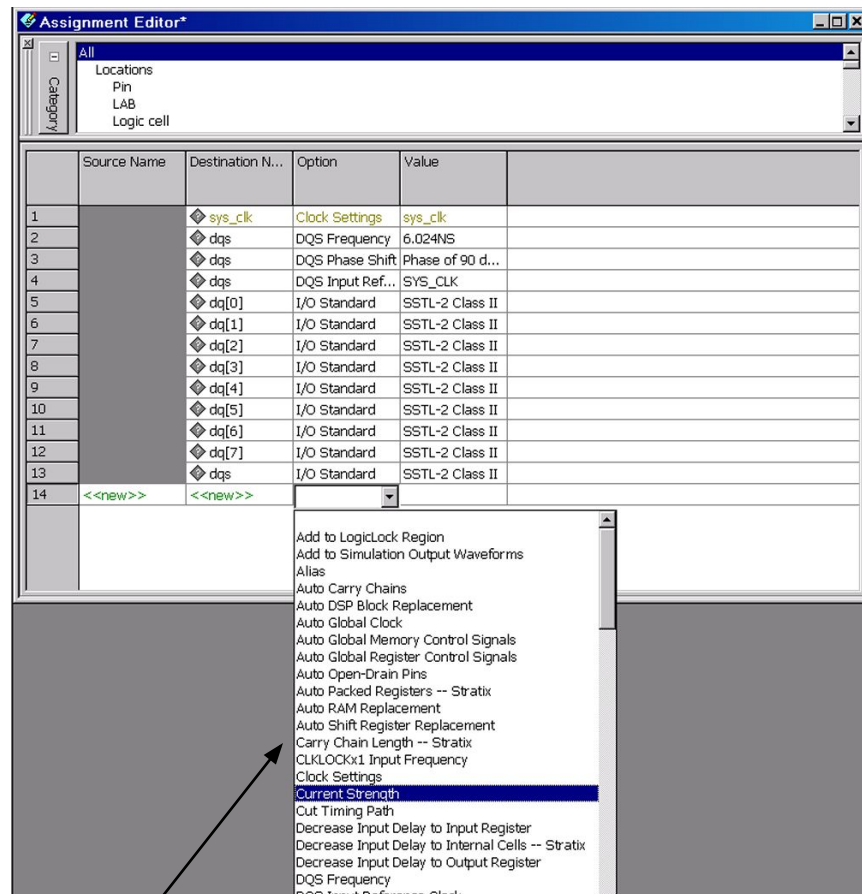 Assignment Editor*
Category
All
Locations
Pin
LAB
Logic cell
Source Name Destination N... Option Value
1 sys_clk Clock Settings sys_clk
2 dqs DQS Frequency 6.024NS
3 dqs DQS Phase Shift Phase of 90 d...
4 dqs DQS Input Ref... SYS_CLK
5 dq[0] I/O Standard SSTL-2 Class II
6 dq[1] I/O Standard SSTL-2 Class II
7 dq[2] I/O Standard SSTL-2 Class II
8 dq[3] I/O Standard SSTL-2 Class II
9 dq[4] I/O Standard SSTL-2 Class II
10 dq[5] I/O Standard SSTL-2 Class II
11 dq[6] I/O Standard SSTL-2 Class II
12 dq[7] I/O Standard SSTL-2 Class II
13 dqs I/O Standard SSTL-2 Class II
14 <<new>> <<new>>
Add to LogicLock Region
Add to Simulation Output Waveforms
Alias
Auto Carry Chains
Auto DSP Block Replacement
Auto Global Clock
Auto Global Memory Control Signals
Auto Global Register Control Signals
Auto Open-Drain Pins
Auto Packed Registers -- Stratix
Auto RAM Replacement
Auto Shift Register Replacement
Carry Chain Length -- Stratix
CLKLOCKx1 Input Frequency
Clock Settings
Current Strength
Cut Timing Path
Decrease Input Delay to Input Register
Decrease Input Delay to Internal Cells -- Stratix
Decrease Input Delay to Output Register
DQS Frequency
DQS Input Reference Clock